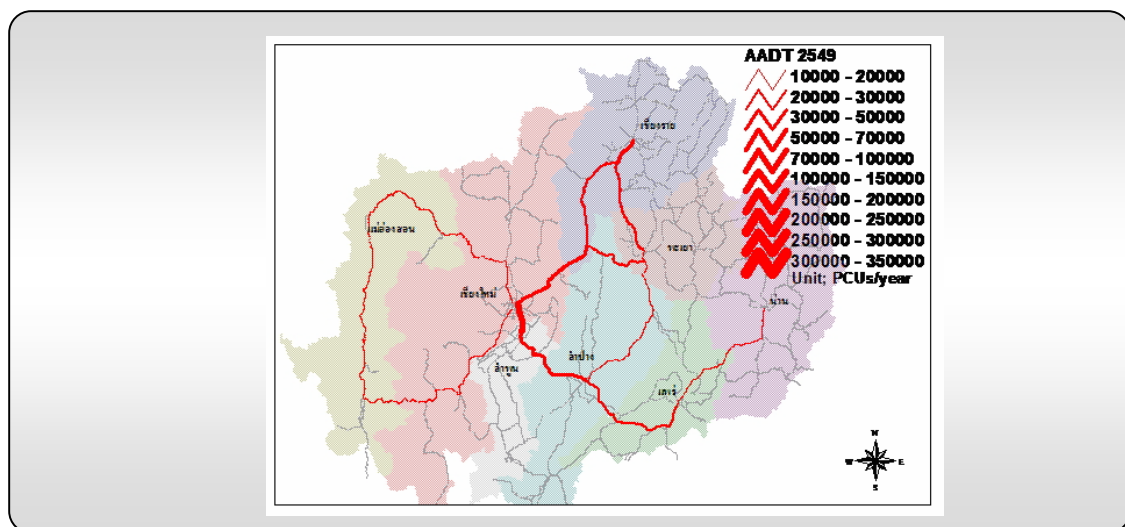 AADT 2549
10000 - 20000
20000 - 30000
30000 - 50000
50000 - 70000
70000 - 100000
100000 - 150000
150000 - 200000
200000 - 250000
250000 - 300000
300000 - 350000
Unit; PCUs/year
เชียงราย
แม่ฮ่องสอน
พะเยา
เชียงใหม่
น่าน
ลำปาง
ลำพูน
แพร่
N
W E
S